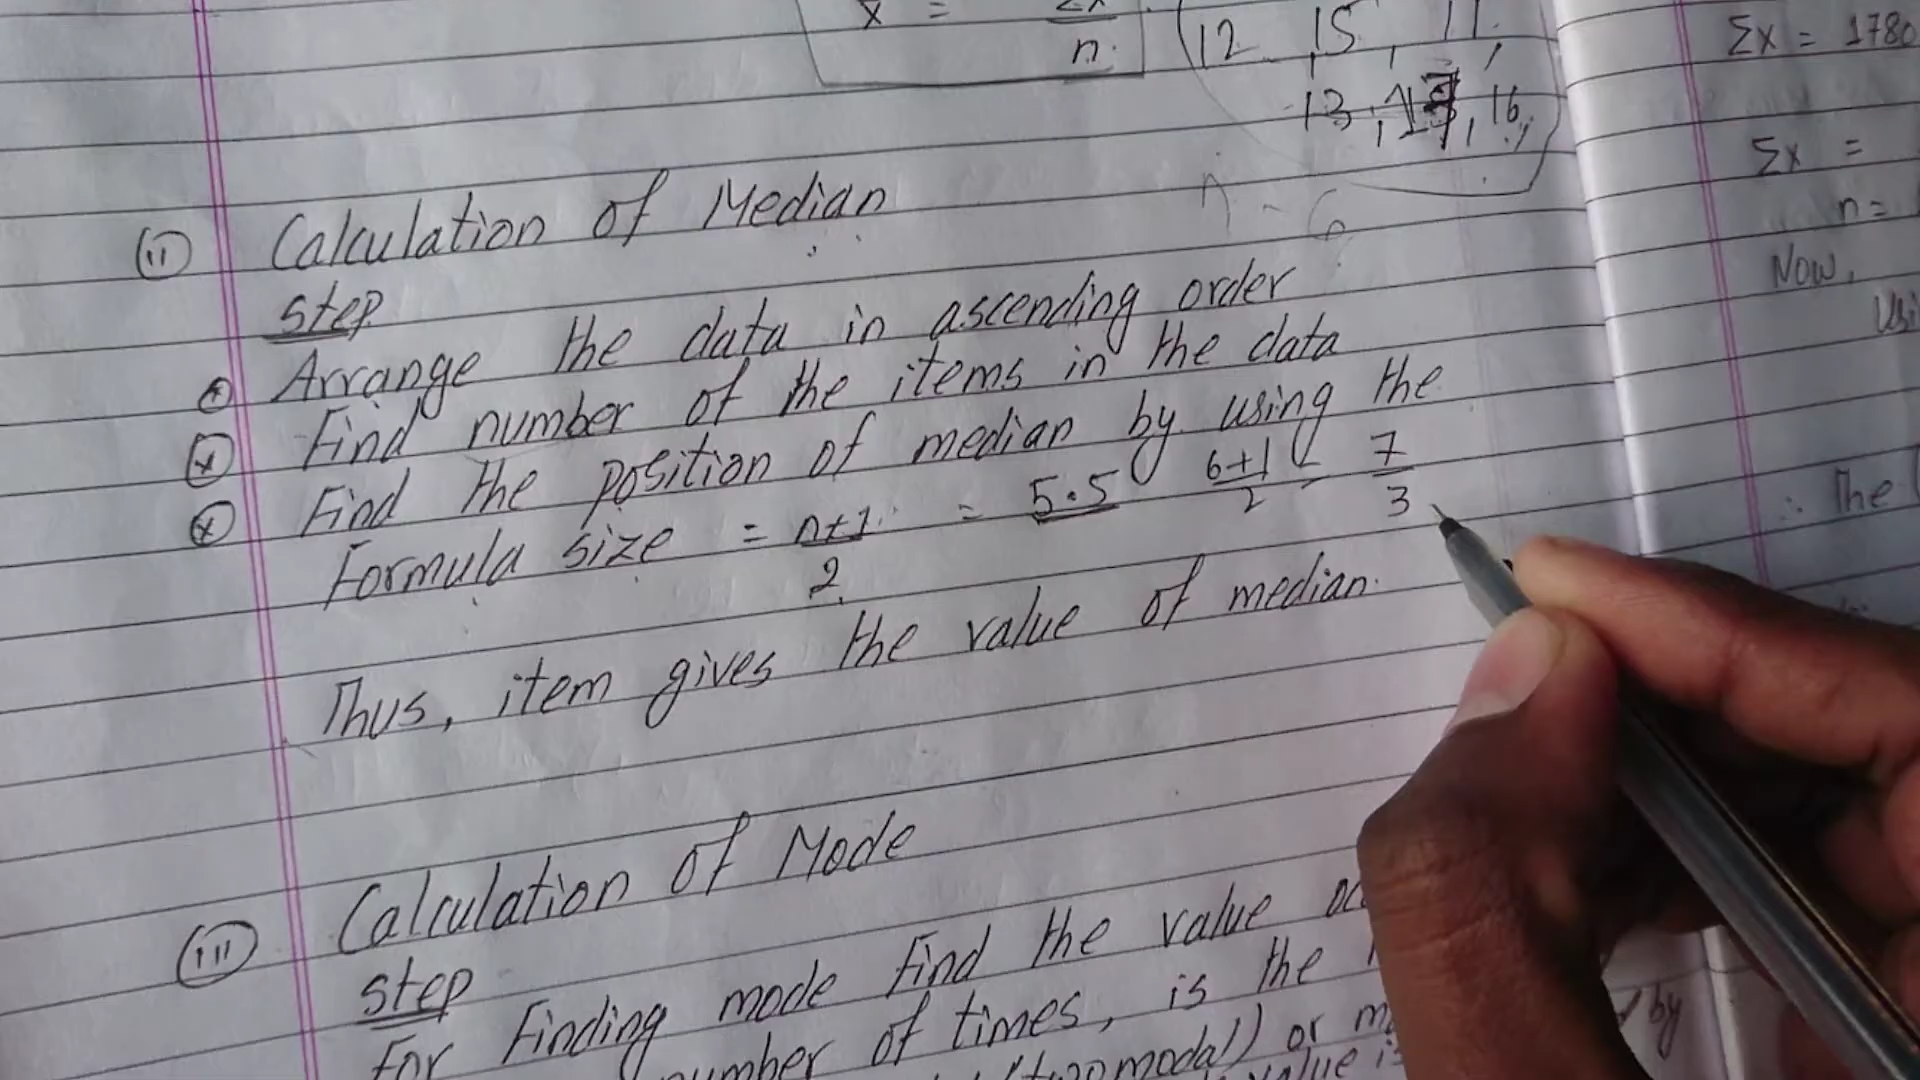 x = Σx
n
12, 15, 11,
13, 16,
Σx = 1780
Σx =
n = 6
n =
Now,
(ii) Calculation of Median
step
Arrange the data in ascending order
Find number of the items in the data
Find the position of median by using the
Formula size = n+1/2 = 5.5 6+1/2 = 7/3
∴ The
Thus, item gives the value of median.
(iii) Calculation of Mode
step
For Finding mode Find the value
number of times, is the
or
by